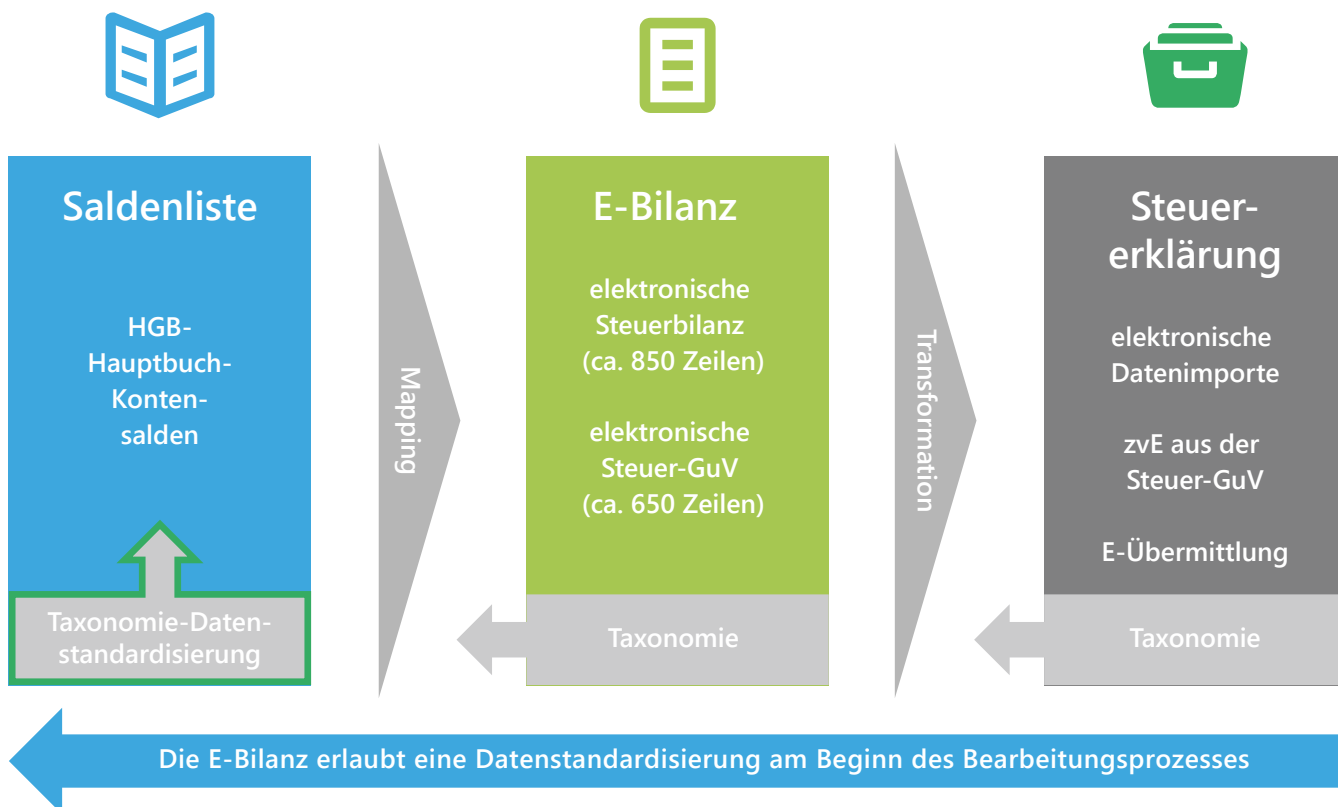 Saldenliste
HGB-
Hauptbuch-
Konten-
salden
Taxonomie-Daten-
standardisierung
Mapping
E-Bilanz
elektronische
Steuerbilanz
(ca. 850 Zeilen)
elektronische
Steuer-GuV
(ca. 650 Zeilen)
Taxonomie
Transformation
Steuer-
erklärung
elektronische
Datenimporte
zvE aus der
Steuer-GuV
E-Übermittlung
Taxonomie
Die E-Bilanz erlaubt eine Datenstandardisierung am Beginn des Bearbeitungsprozesses